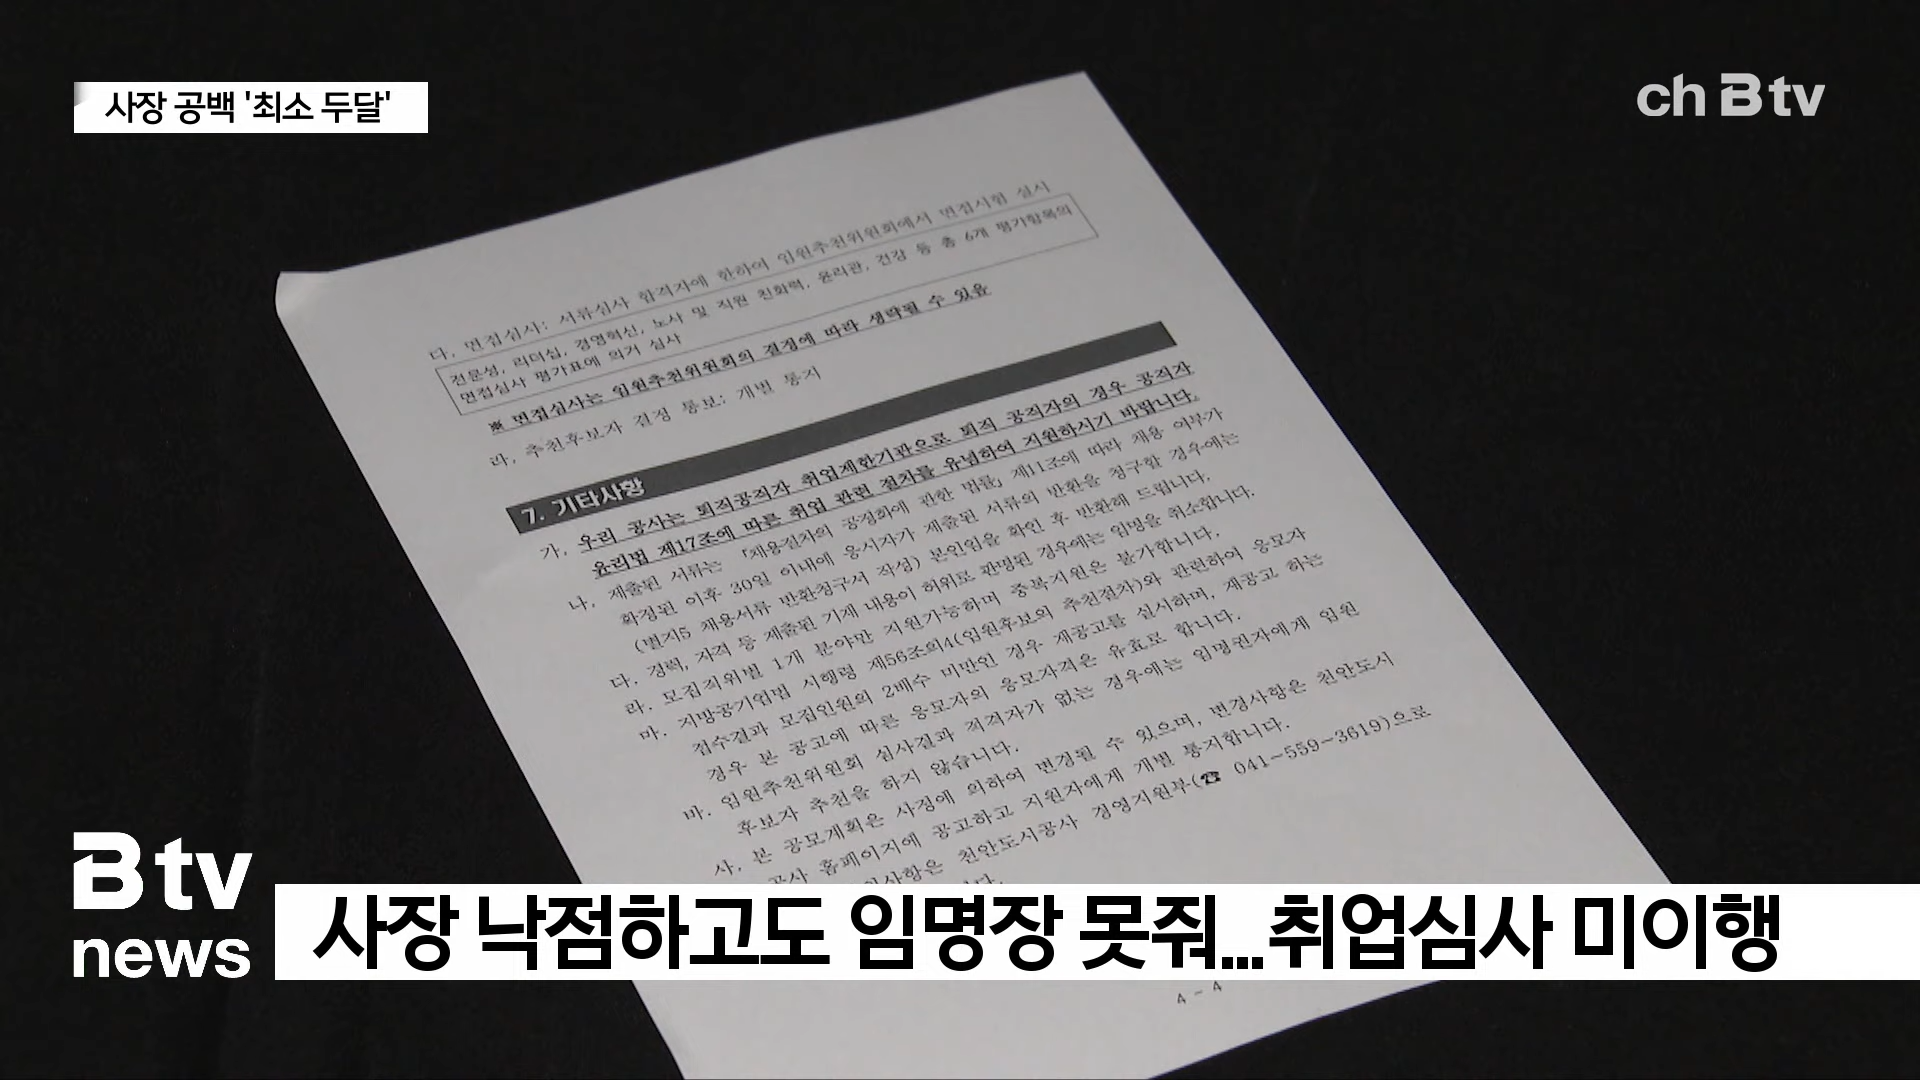 사장 공백 '최소 두달'
ch B tv
다. 면접심사: 서류심사 합격자에 한하여 임원추천위원회에서 면접시험 실시
전문성, 리더십, 경영혁신, 노사 및 직원 친화력, 윤리관, 건강 등 총 6개 평가항목의
면접심사 평가표에 의거 심사
※ 면접심사는 임원추천위원회의 결정에 따라 생략될 수 있음
라. 추천후보자 결정 통보: 개별 통지
7. 기타사항
가. 우리 공사는 퇴직공직자 취업제한기관으로 퇴직 공직자의 경우 공직자
윤리법 제17조에 따른 취업 관련 절차를 유념하여 지원하시기 바랍니다.
나. 제출된 서류는 「채용절차의 공정화에 관한 법률」 제11조에 따라 채용 여부가
확정된 이후 30일 이내에 응시자가 제출된 서류의 반환을 청구할 경우에는
(별지5 채용서류 반환청구서 작성) 본인임을 확인 후 반환해 드립니다.
다. 경력, 자격 등 제출된 기재 내용이 허위로 판명된 경우에는 임명을 취소합니다.
라. 모집직위별 1개 분야만 지원가능하며 중복지원은 불가합니다.
마. 지방공기업법 시행령 제56조의4(임원후보의 추천절차)와 관련하여 응모자
접수결과 모집인원의 2배수 미만인 경우 재공고를 실시하며, 재공고 하는
경우 본 공고에 따른 응모자의 응모자격은 유효로 합니다.
바. 임원추천위원회 심사결과 적격자가 없는 경우에는 임명권자에게 임원
후보자 추천을 하지 않습니다.
사. 본 공모계획은 사정에 의하여 변경될 수 있으며, 변경사항은 천안도시
공사 홈페이지에 공고하고 지원자에게 개별 통지합니다.
사항은 천안도시공사 경영지원부(☎ 041-559-3619)으로
B tv
news
사장 낙점하고도 임명장 못줘...취업심사 미이행
4 - 4